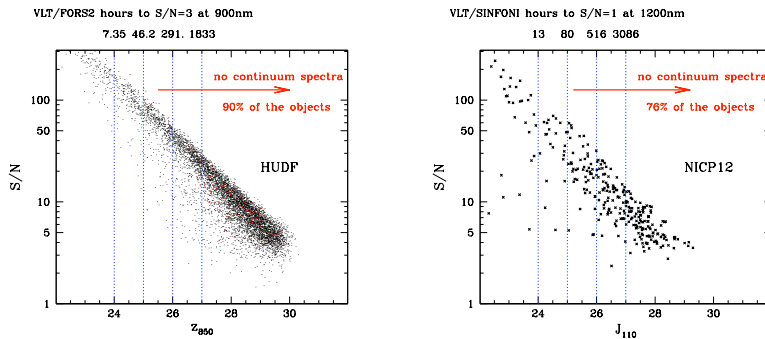 VLT/FORS2 hours to S/N=3 at 900nm
7.35 46.2 291. 1833
no continuum spectra
90% of the objects
HUDF
S/N
100
50
10
5
1
24 26 28 30
z850
VLT/SINFONI hours to S/N=1 at 1200nm
13 80 516 3086
no continuum spectra
76% of the objects
NICP12
S/N
100
50
10
5
1
24 26 28 30
J110